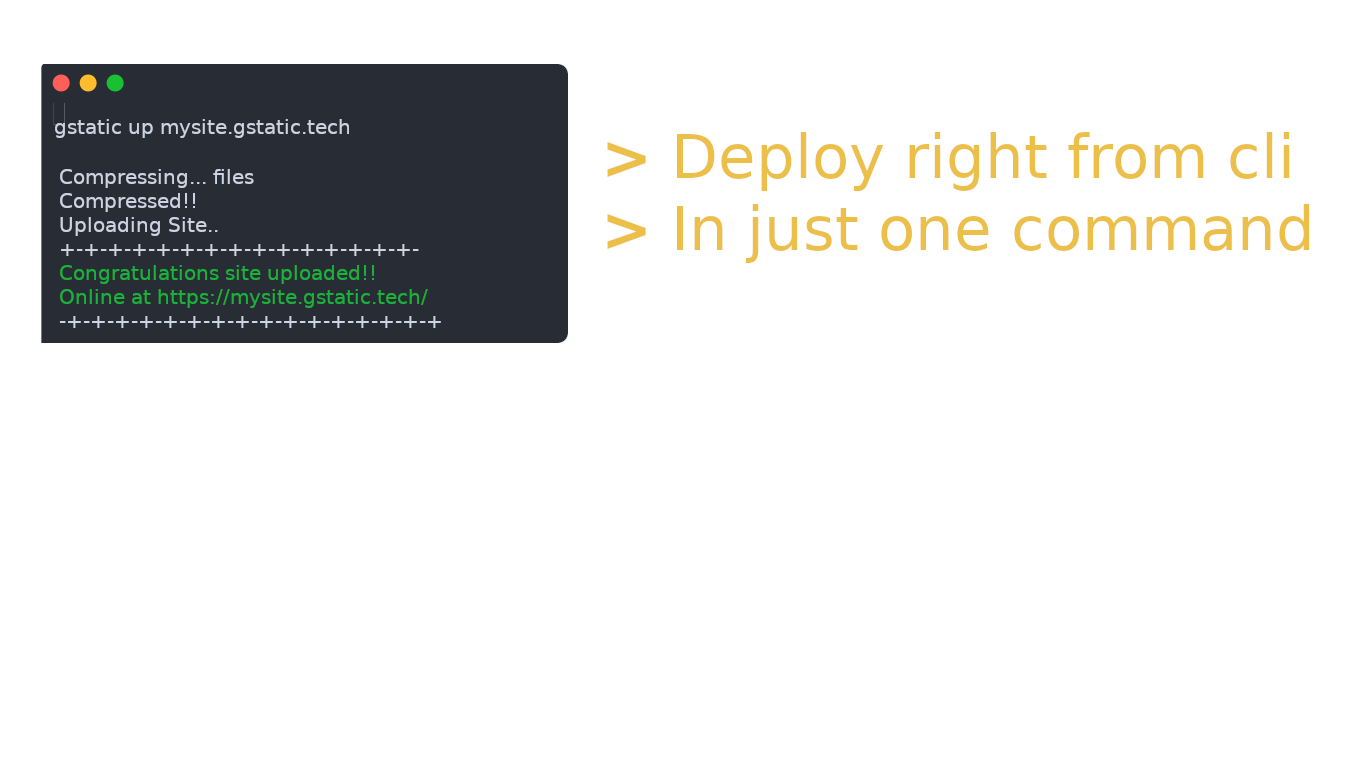 gstatic up mysite.gstatic.tech
Compressing... files
Compressed!!
Uploading Site..
+-+-+-+-+-+-+-+-+-+-+-+-+-+-+-
Congratulations site uploaded!!
Online at https://mysite.gstatic.tech/
-+-+-+-+-+-+-+-+-+-+-+-+-+-+-+-+
> Deploy right from cli
> In just one command